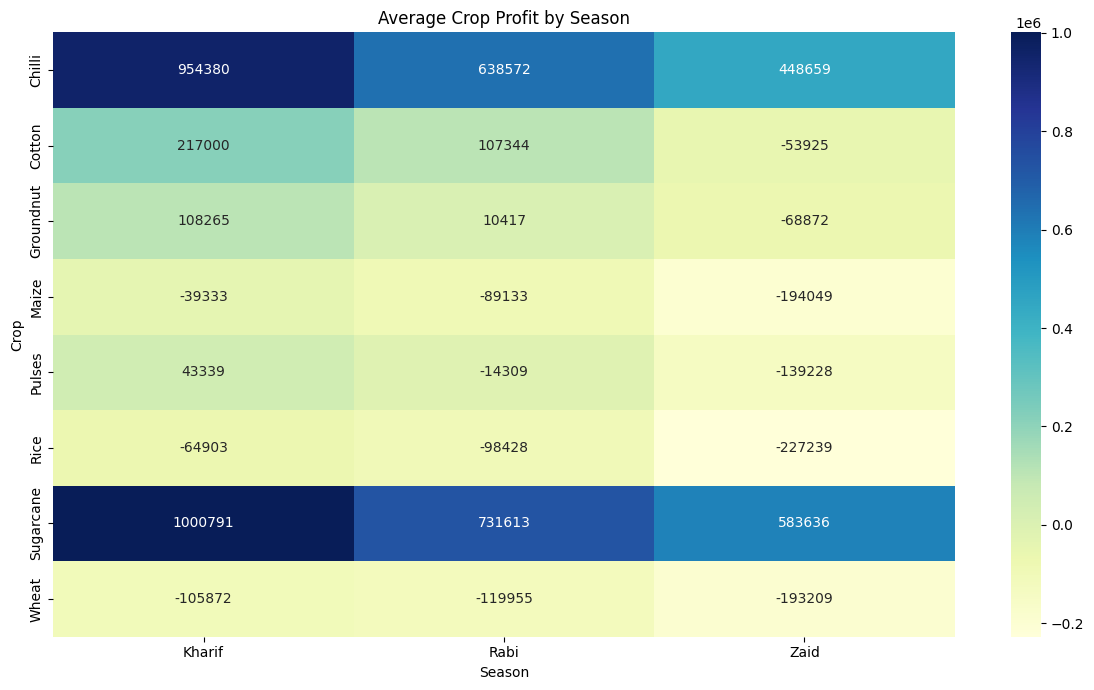 Average Crop Profit by Season
1e6
Chilli 954380 638572 448659 1.0
Cotton 217000 107344 -53925 0.8
Groundnut 108265 10417 -68872 0.6
Maize -39333 -89133 -194049 0.4
Crop
Pulses 43339 -14309 -139228
Rice -64903 -98428 -227239 0.2
Sugarcane 1000791 731613 583636 0.0
Wheat -105872 -119955 -193209 −0.2
Kharif Rabi Zaid
Season